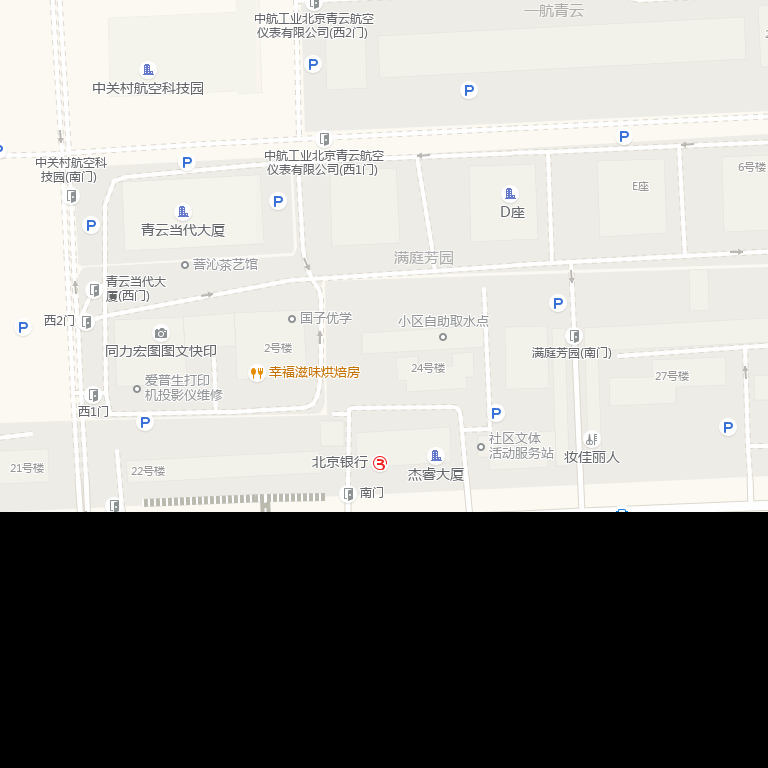 一航青云
中航工业北京青云航空
仪表有限公司(西2门)
P
中关村航空科技园
P
P
中航工业北京青云航空
仪表有限公司(西1门)
中关村航空科
技园(南门)
P
6号楼
E座
D座
P
P
青云当代大厦
满庭芳园
菩沁茶艺馆
青云当代大
厦(西门)
P
西2门
P
国子优学
小区自助取水点
2号楼
同力宏图图文快印
满庭芳园(南门)
幸福滋味烘焙房
24号楼
27号楼
爱普生打印
机投影仪维修
西1门
P
P
P
社区文体
活动服务站
妆佳丽人
21号楼
22号楼
北京银行
杰睿大厦
南门